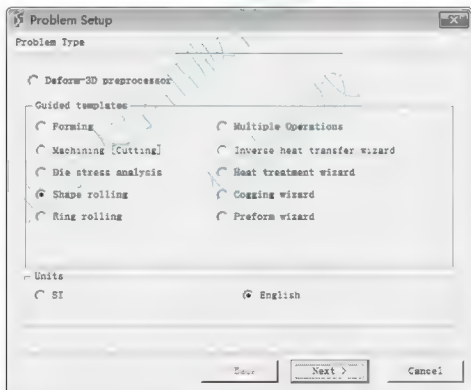 Problem Setup
Problem Type
Deform-3D preprocessor
Guided templates
Forming
Multiple Operations
Machining [Cutting]
Inverse heat transfer wizard
Die stress analysis
Heat treatment wizard
Shape rolling
Cogging wizard
Ring rolling
Preform wizard
Units
SI
English
Next >
Cancel